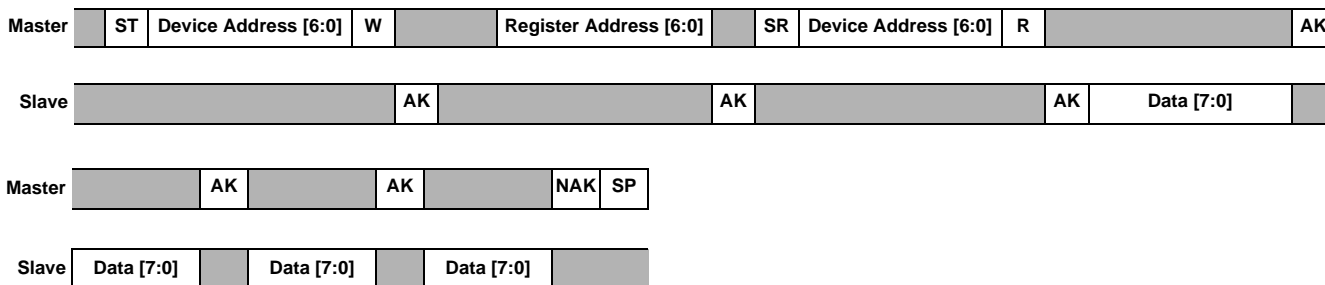 Master ST Device Address [6:0] W Register Address [6:0] SR Device Address [6:0] R AK
Slave AK AK AK Data [7:0]
Master AK AK NAK SP
Slave Data [7:0] Data [7:0] Data [7:0]